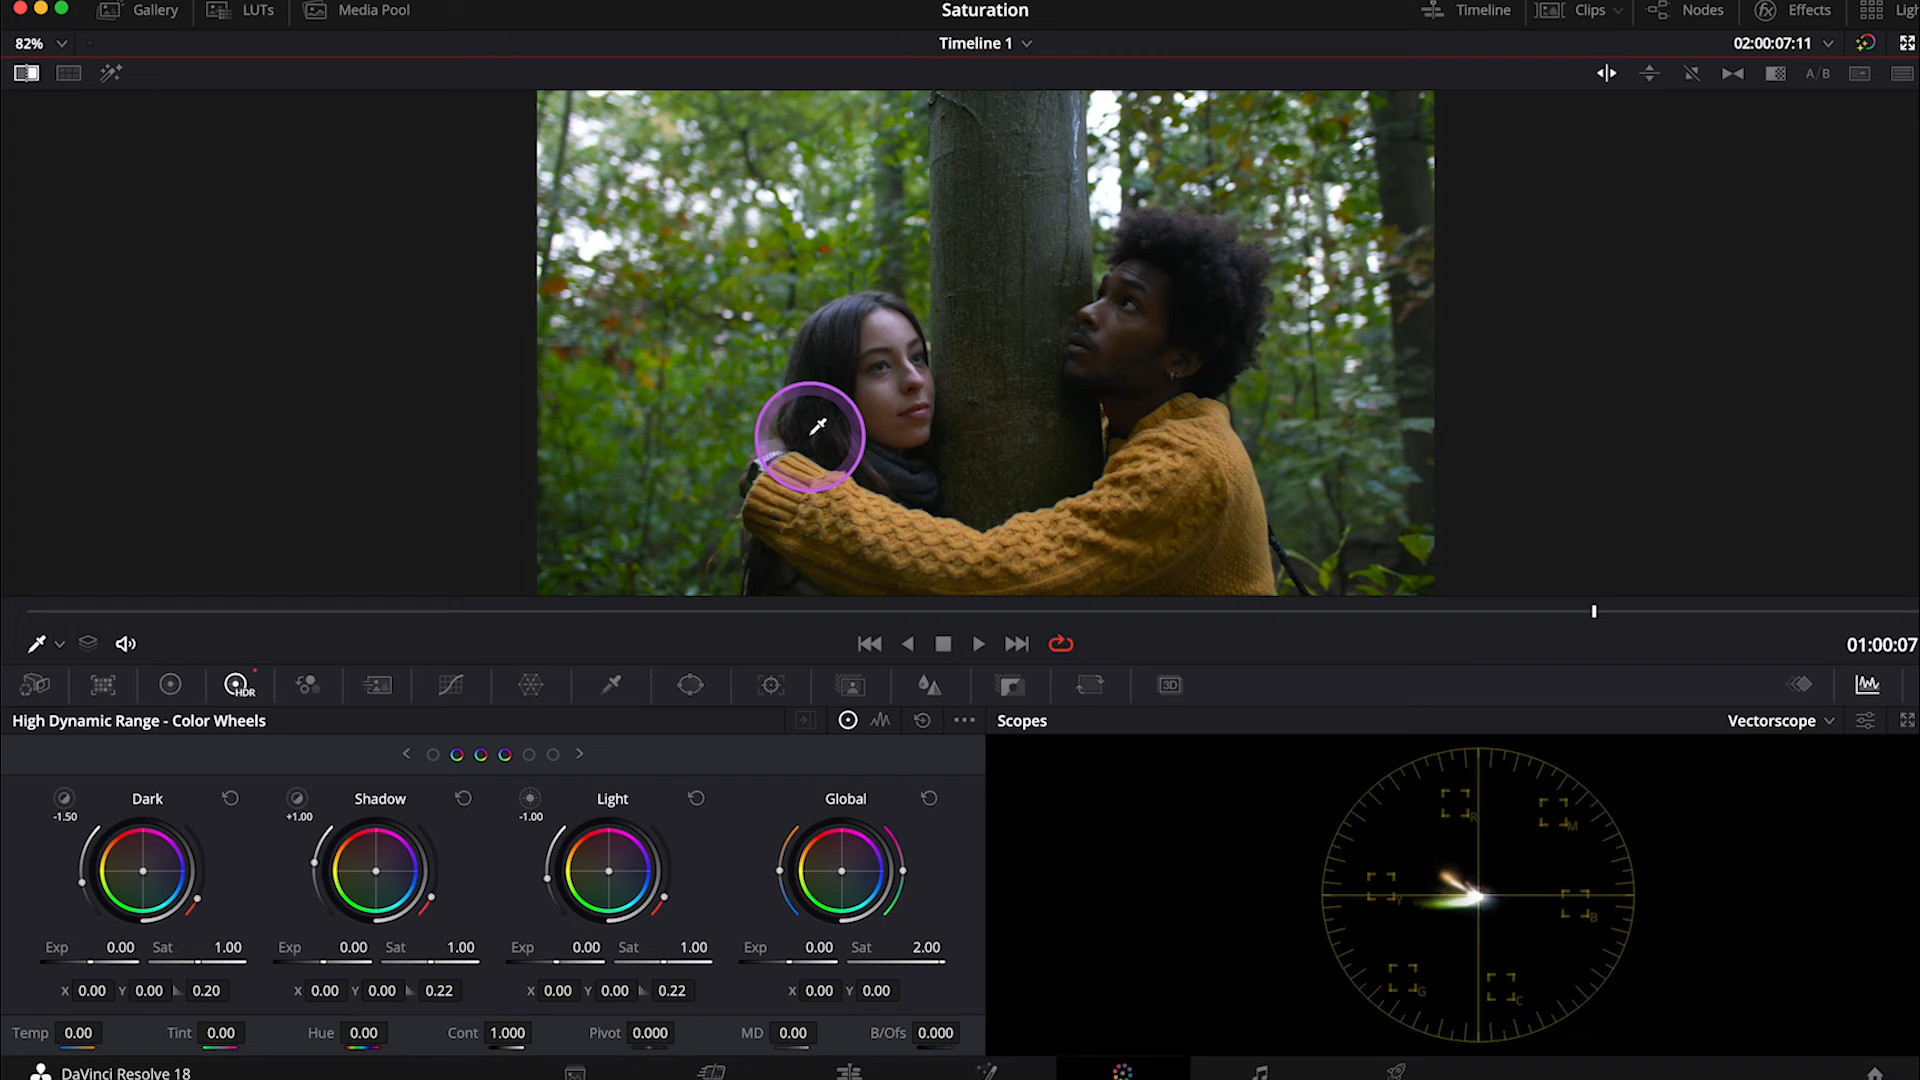 Gallery LUTs Media Pool Saturation Timeline Clips Nodes Effects Ligh
82% Timeline 1 02:00:07:11
A/B
01:00:07
HDR 3D
High Dynamic Range - Color Wheels Scopes Vectorscope
Dark Shadow Light Global
-1.50 +1.00 -1.00
R M
Y B
G C
Exp 0.00 Sat 1.00 Exp 0.00 Sat 1.00 Exp 0.00 Sat 1.00 Exp 0.00 Sat 2.00
X 0.00 Y 0.00 0.20 X 0.00 Y 0.00 0.22 X 0.00 Y 0.00 0.22 X 0.00 Y 0.00
Temp 0.00 Tint 0.00 Hue 0.00 Cont 1.000 Pivot 0.000 MD 0.00 B/Ofs 0.000
DaVinci Resolve 18